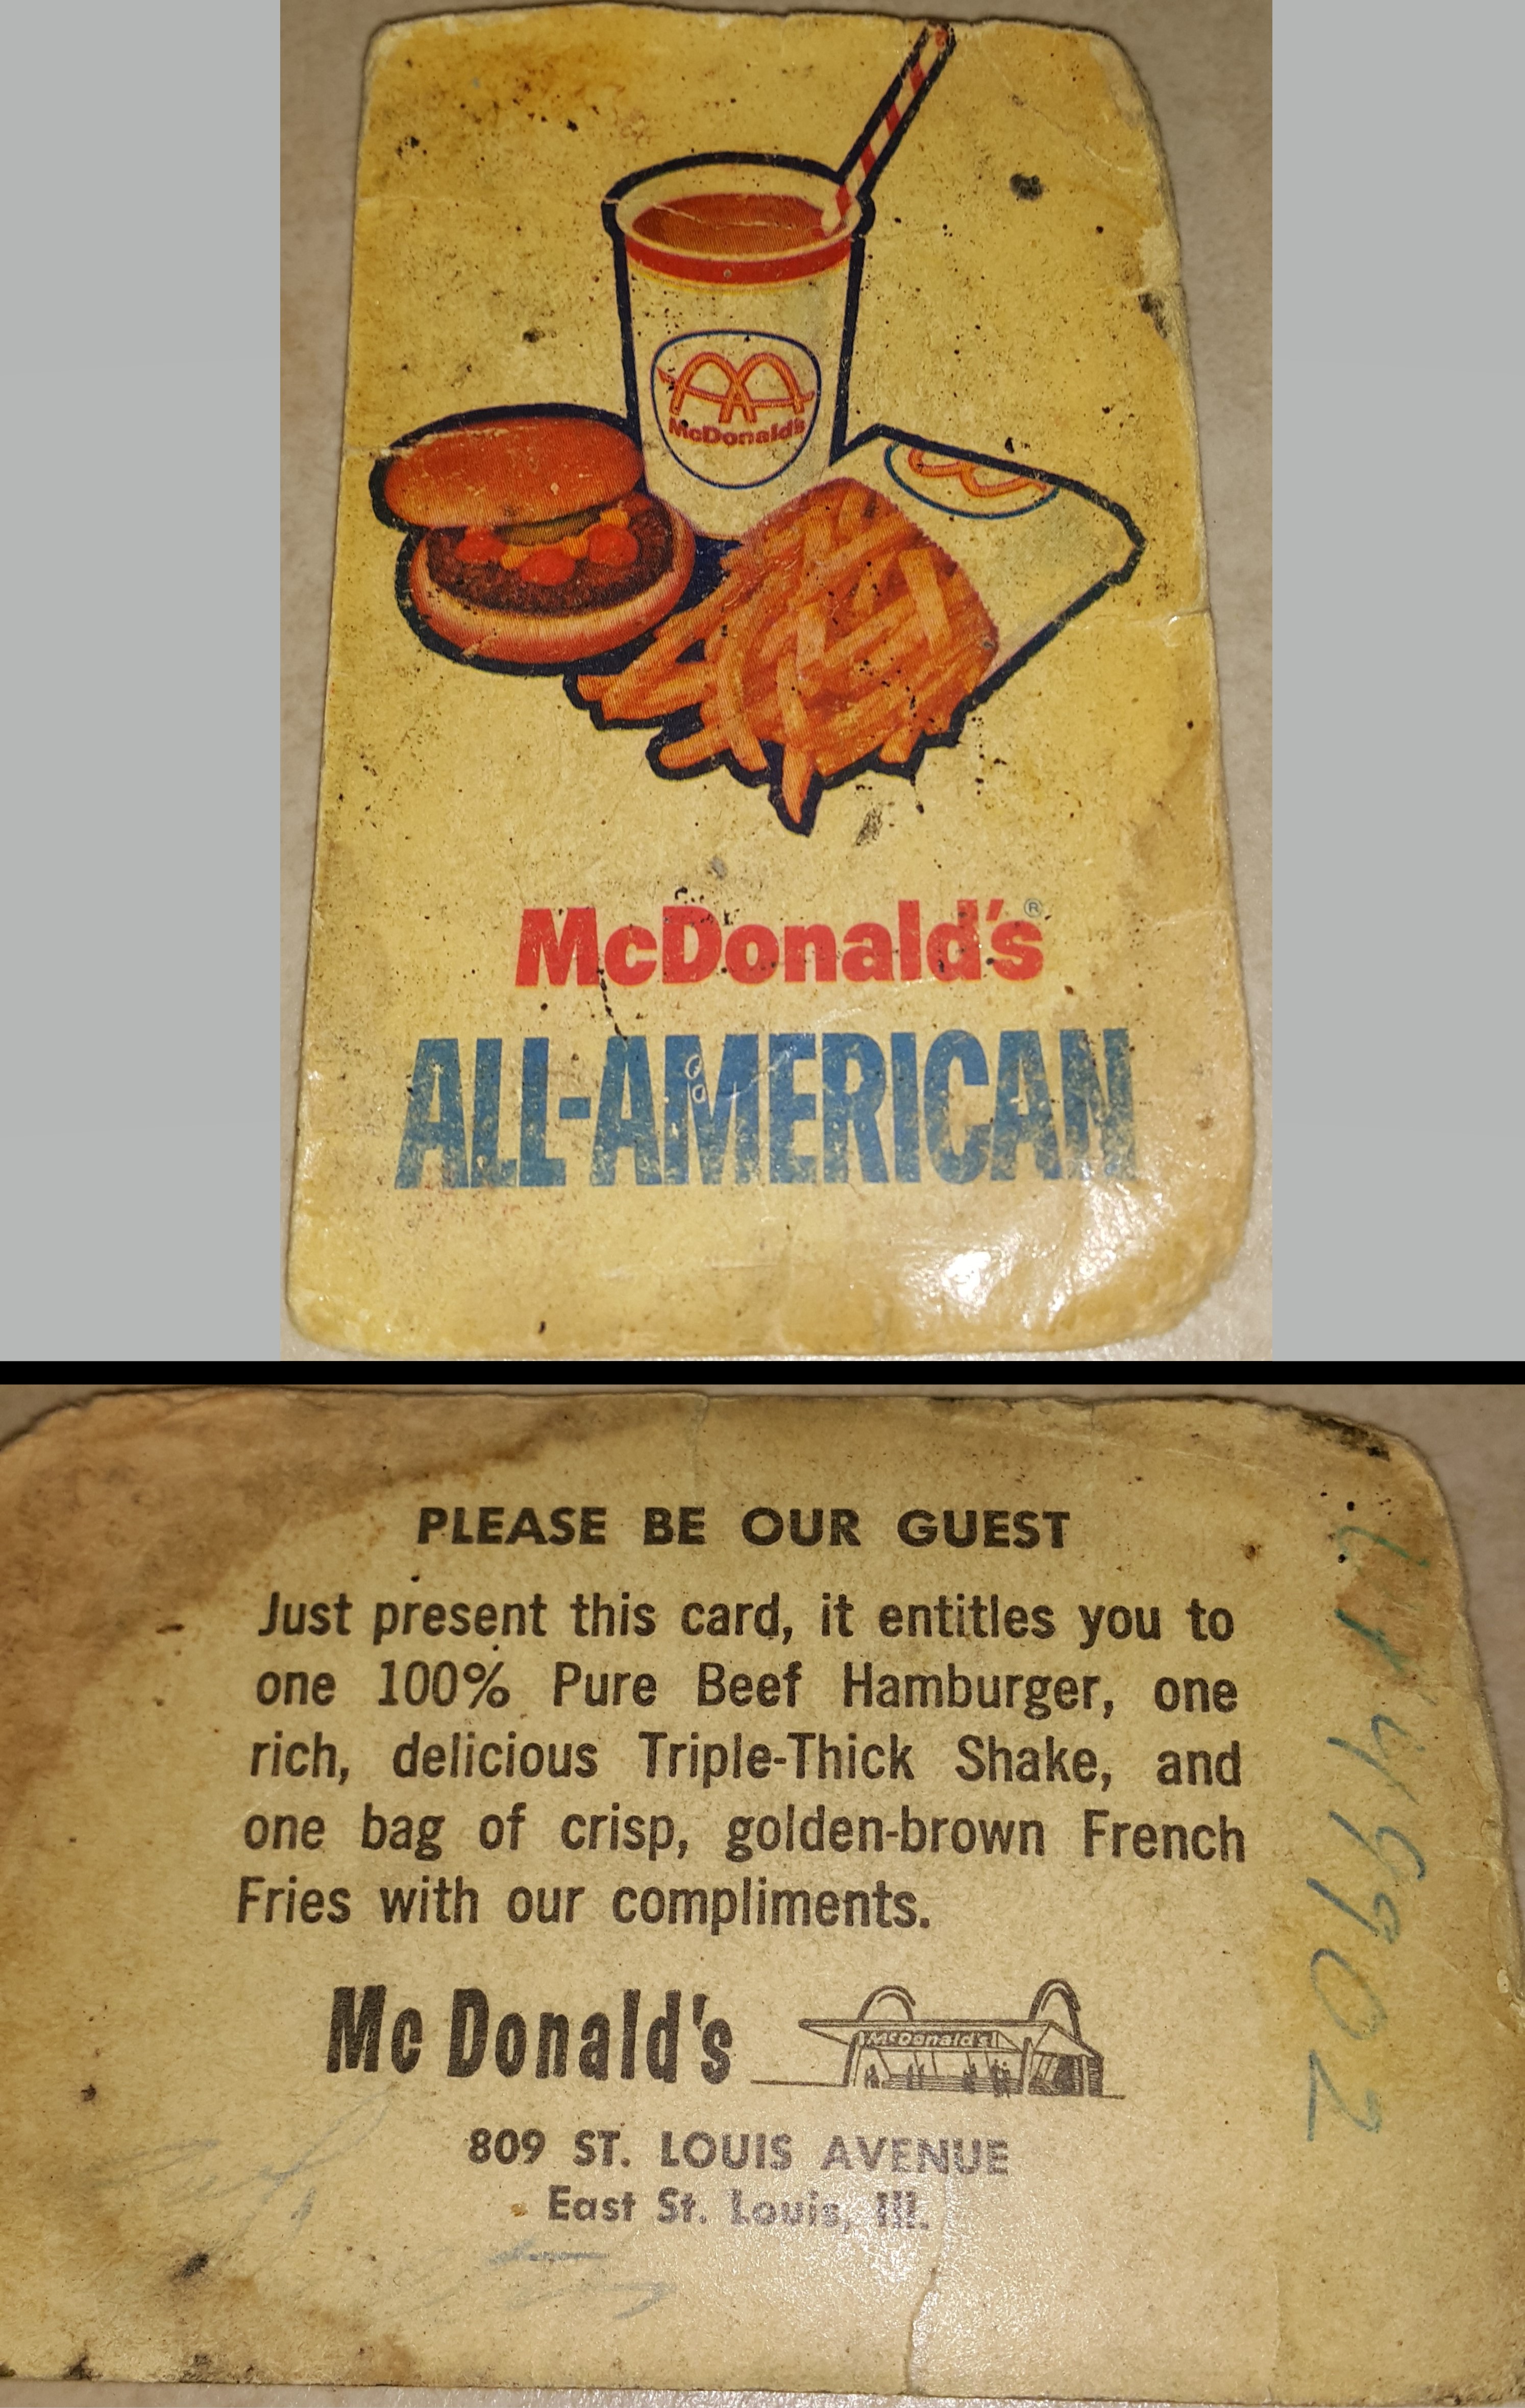 McDonald's
McDonald's®
ALL-AMERICAN
PLEASE BE OUR GUEST
Just present this card, it entitles you to
one 100% Pure Beef Hamburger, one
rich, delicious Triple-Thick Shake, and
one bag of crisp, golden-brown French
Fries with our compliments.
McDonald's
McDonald's
809 ST. LOUIS AVENUE
East St. Louis, Ill.